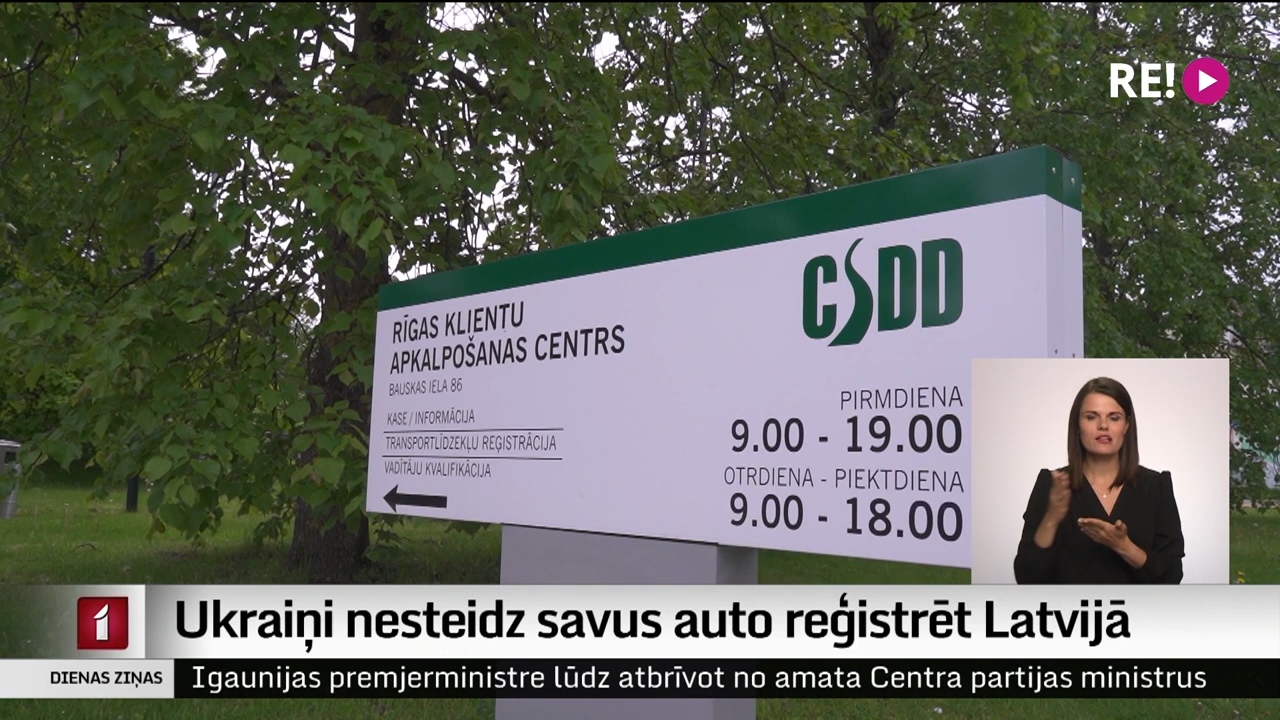 RE!
CSDD
RĪGAS KLIENTU
APKALPOŠANAS CENTRS
BAUSKAS IELA 86
KASE / INFORMĀCIJA
TRANSPORTLĪDZEKĻU REĢISTRĀCIJA
VADĪTĀJU KVALIFIKĀCIJA
PIRMDIENA
9.00 - 19.00
OTRDIENA - PIEKTDIENA
9.00 - 18.00
1
Ukraiņi nesteidz savus auto reģistrēt Latvijā
DIENAS ZIŅAS
Igaunijas premjerministre lūdz atbrīvot no amata Centra partijas ministrus